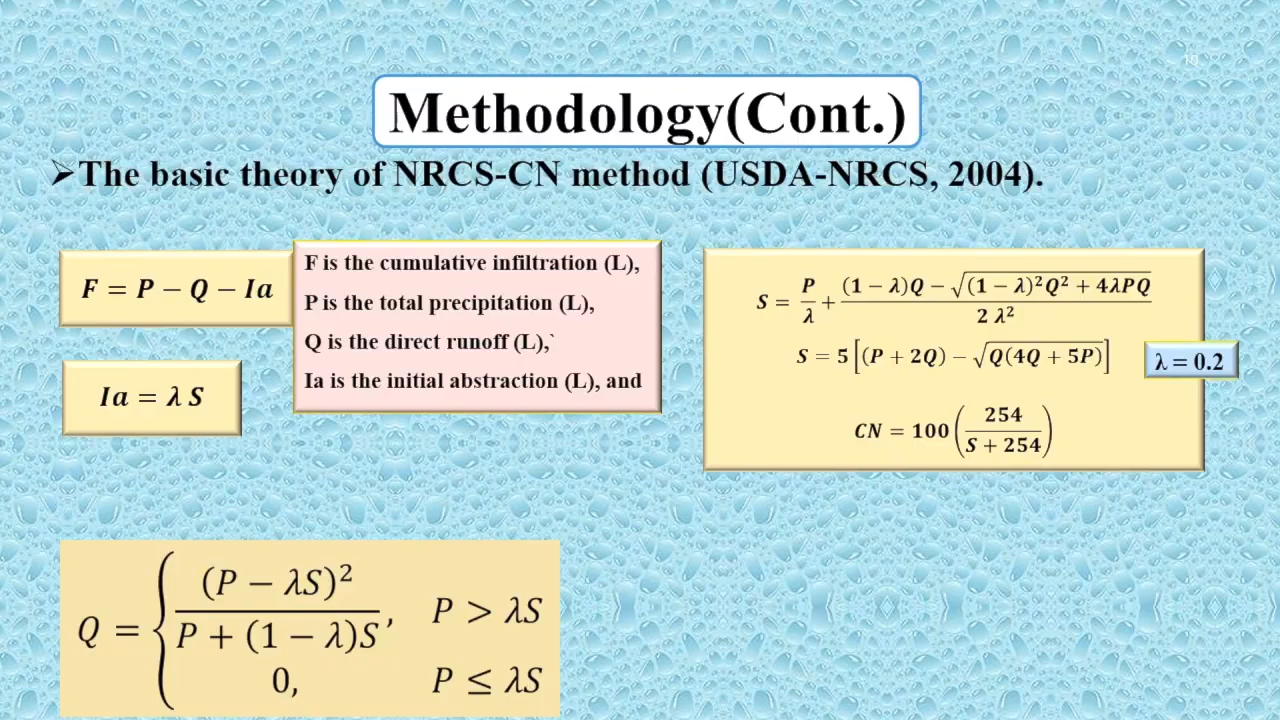 10
Methodology(Cont.)
➢The basic theory of NRCS-CN method (USDA-NRCS, 2004).
F = P − Q − Ia
Ia = λ S
F is the cumulative infiltration (L),
P is the total precipitation (L),
Q is the direct runoff (L),`
Ia is the initial abstraction (L), and
S = P/λ + ((1 − λ)Q − √((1 − λ)²Q² + 4λPQ))/(2 λ²)
S = 5[(P + 2Q) − √(Q(4Q + 5P))]
λ = 0.2
CN = 100(254/(S + 254))
Q = { (P − λS)²/(P + (1 − λ)S), P > λS
0, P ≤ λS